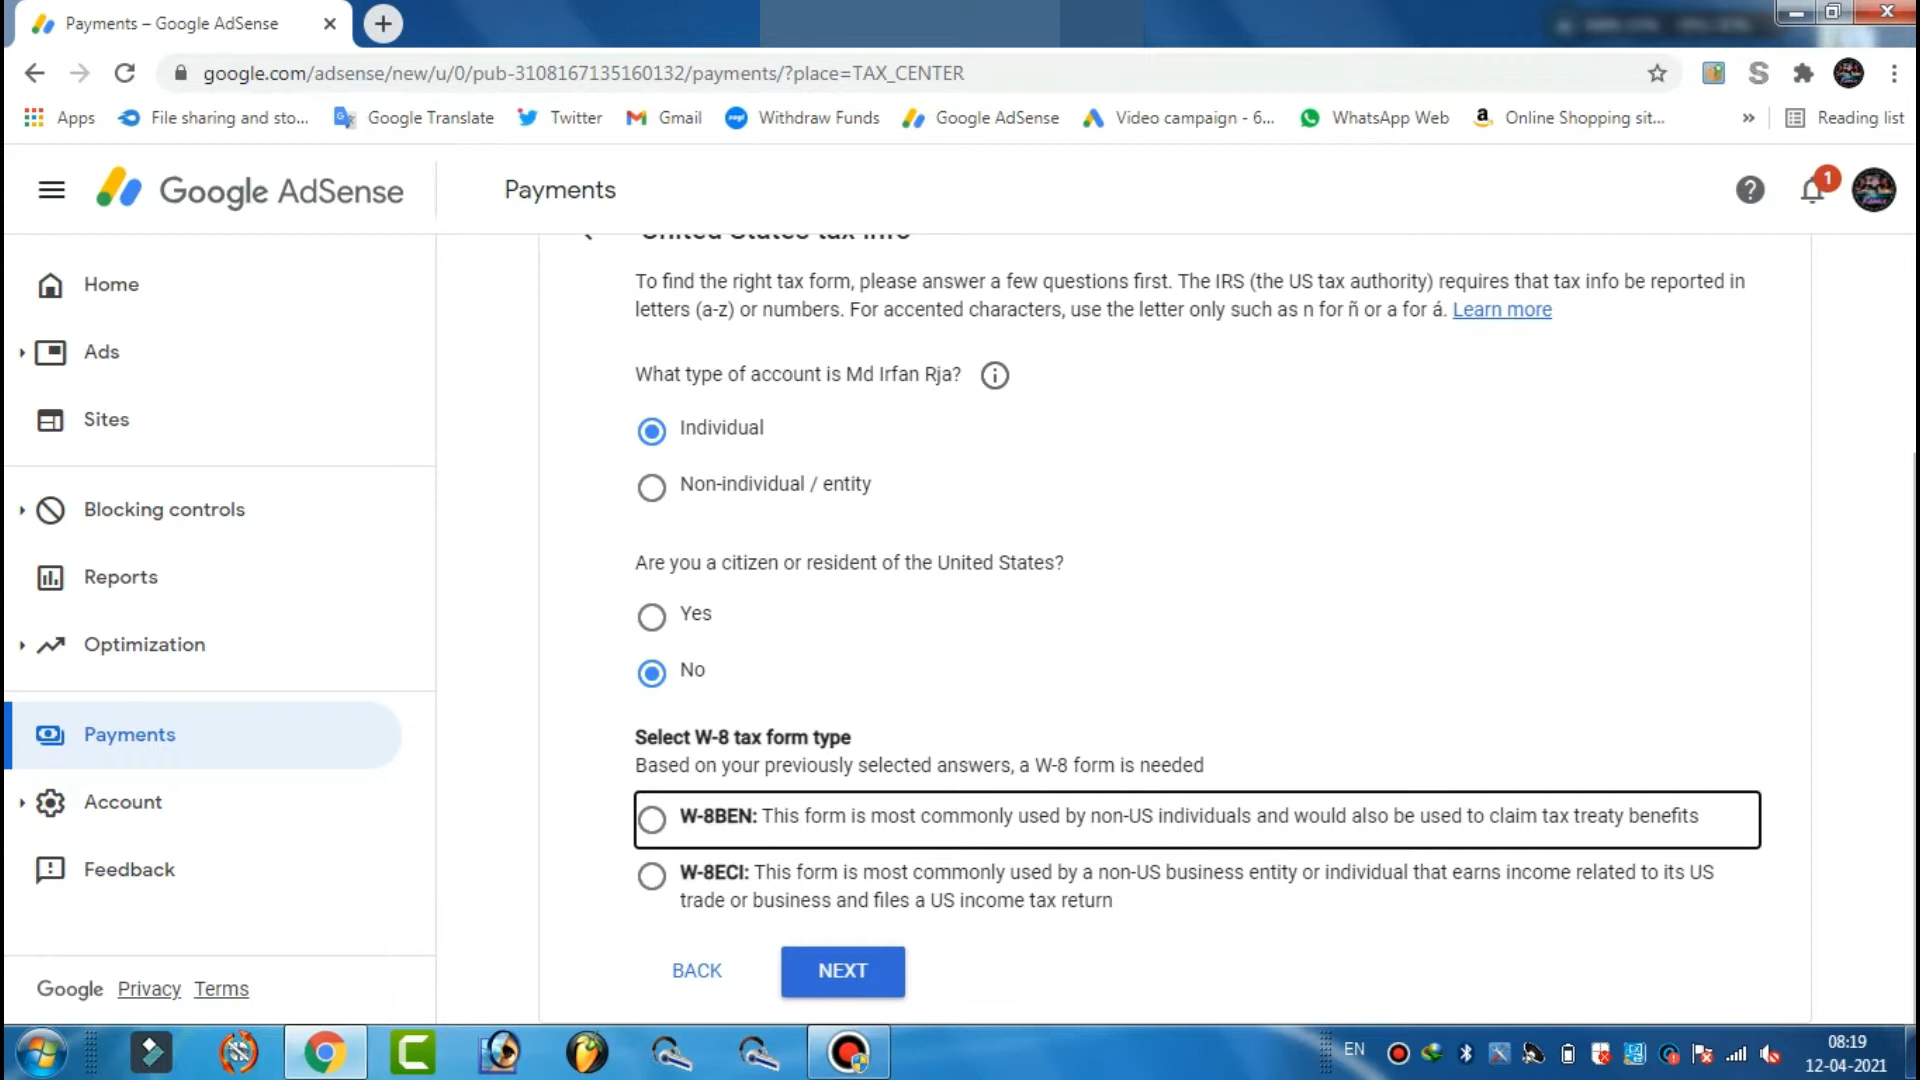 Payments – Google AdSense
google.com/adsense/new/u/0/pub-3108167135160132/payments/?place=TAX_CENTER
Apps
File sharing and sto...
Google Translate
Twitter
Gmail
Withdraw Funds
Google AdSense
Video campaign - 6...
WhatsApp Web
Online Shopping sit...
»
Reading list
Google AdSense
Payments
1
United States tax info
To find the right tax form, please answer a few questions first. The IRS (the US tax authority) requires that tax info be reported in
letters (a-z) or numbers. For accented characters, use the letter only such as n for ñ or a for á. Learn more
What type of account is Md Irfan Rja?
Individual
Non-individual / entity
Are you a citizen or resident of the United States?
Yes
No
Select W-8 tax form type
Based on your previously selected answers, a W-8 form is needed
W-8BEN: This form is most commonly used by non-US individuals and would also be used to claim tax treaty benefits
W-8ECI: This form is most commonly used by a non-US business entity or individual that earns income related to its US
trade or business and files a US income tax return
BACK
NEXT
Home
Ads
Sites
Blocking controls
Reports
Optimization
Payments
Account
Feedback
Google Privacy Terms
EN
08:19
12-04-2021